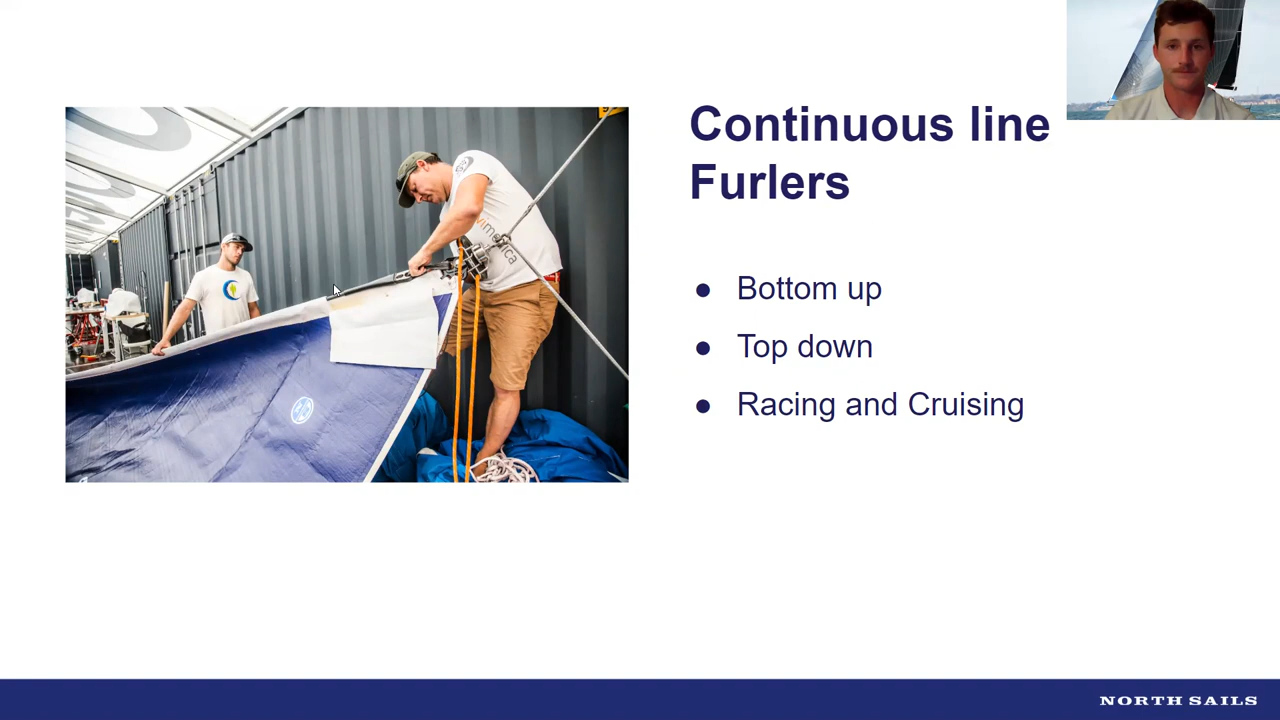 Continuous line
Furlers
● Bottom up
● Top down
● Racing and Cruising
NORTH SAILS